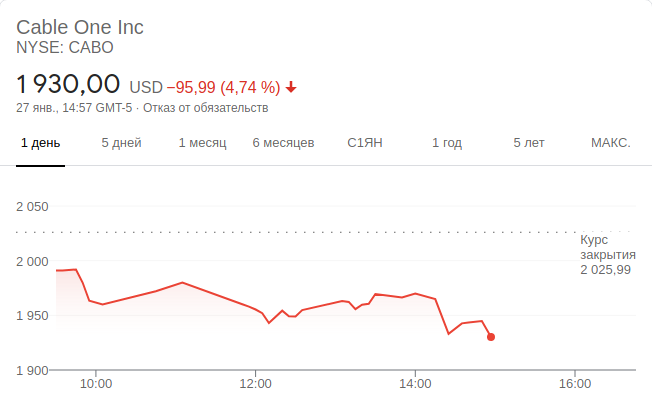 Cable One Inc
NYSE: CABO
1 930,00 USD −95,99 (4,74 %)
27 янв., 14:57 GMT-5 · Отказ от обязательств
1 день 5 дней 1 месяц 6 месяцев С1ЯН 1 год 5 лет МАКС.
2 050
Курс
закрытия
2 025,99
2 000
1 950
1 900
10:00 12:00 14:00 16:00